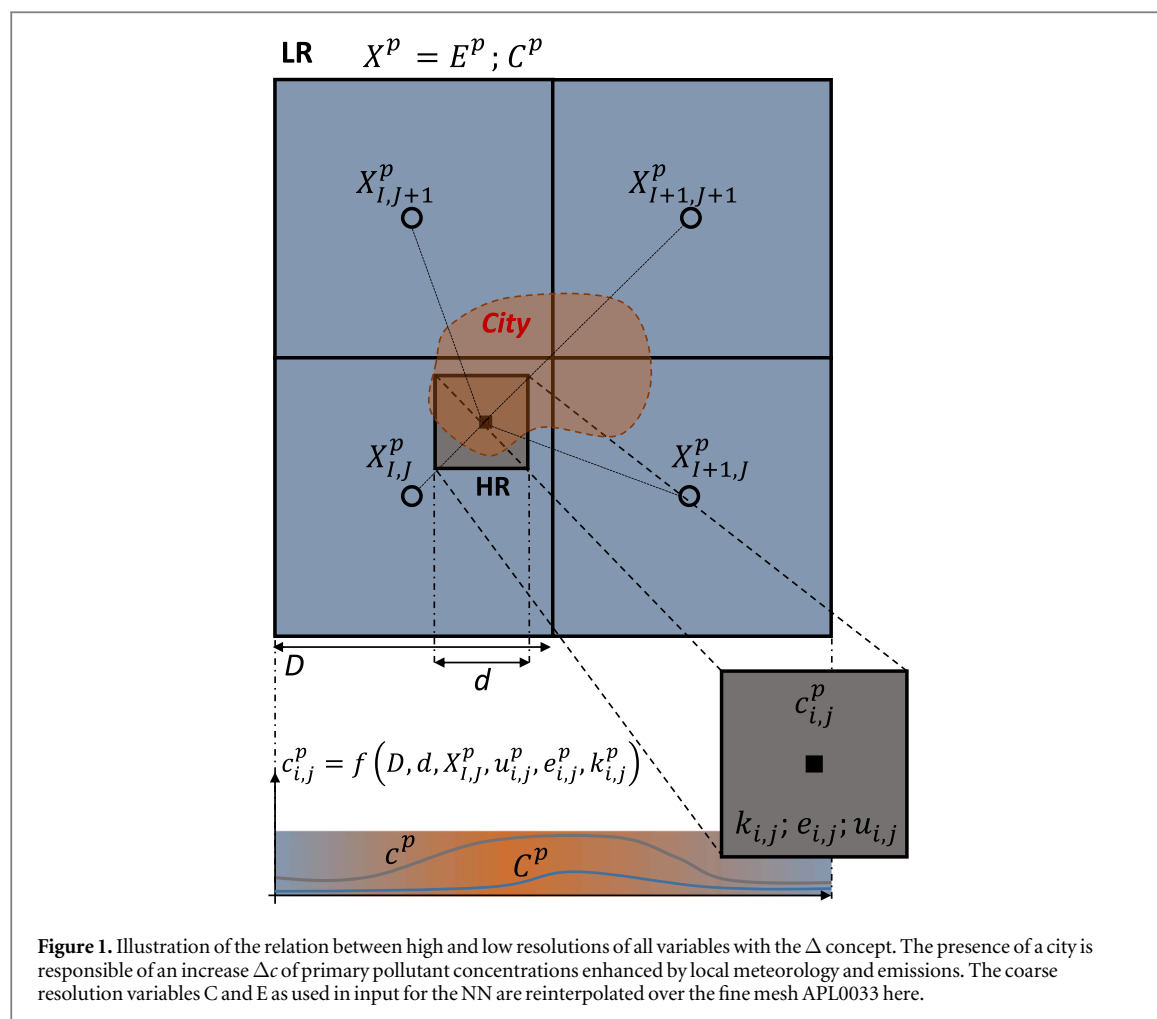 LR X^p = E^p ; C^p
X^p_{I,J+1} X^p_{I+1,J+1}
City
X^p_{I,J} X^p_{I+1,J}
HR
D
d
c^p_{i,j}
c^p_{i,j} = f(D, d, X^p_{I,J}, u^p_{i,j}, e^p_{i,j}, k^p_{i,j})
k_{i,j}; e_{i,j}; u_{i,j}
c^p C^p
Figure 1. Illustration of the relation between high and low resolutions of all variables with the Δ concept. The presence of a city is
responsible of an increase Δc of primary pollutant concentrations enhanced by local meteorology and emissions. The coarse
resolution variables C and E as used in input for the NN are reinterpolated over the fine mesh APL0033 here.